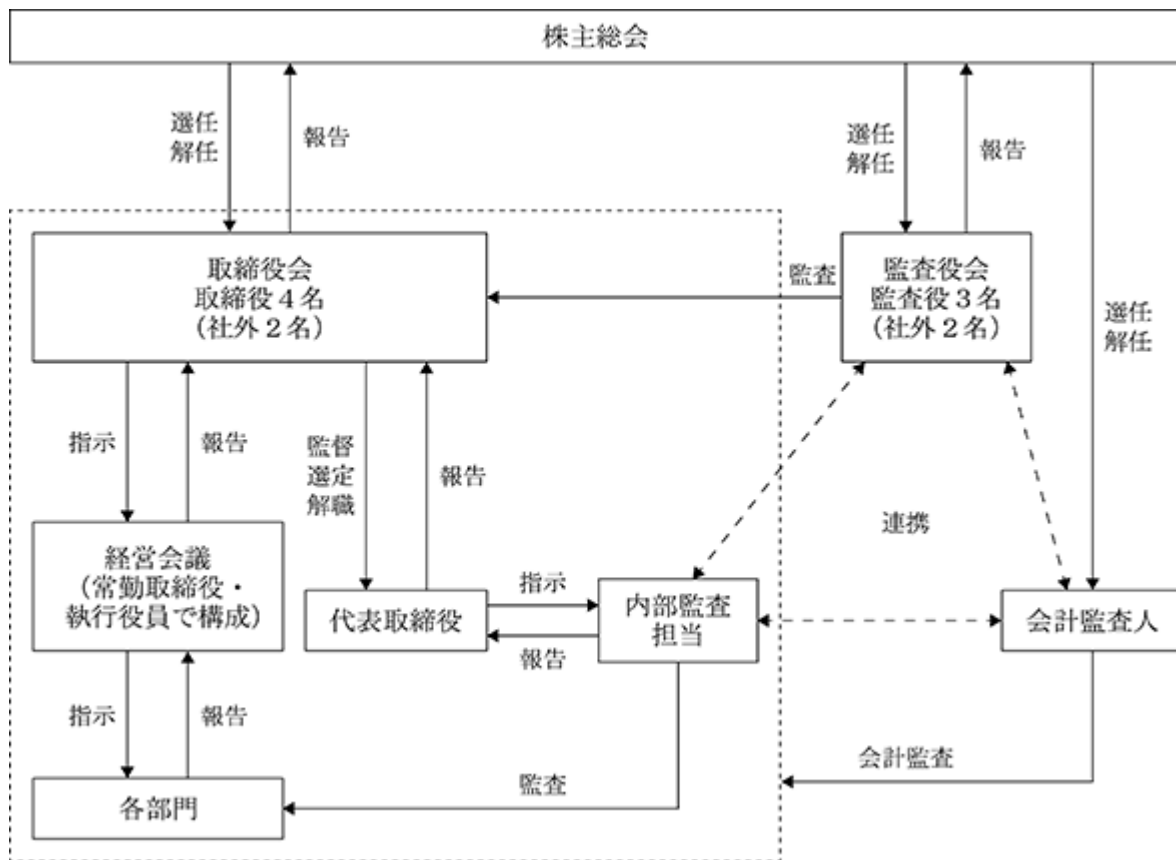 株主総会
選任
解任
報告
選任
解任
報告
選任
解任
取締役会
取締役４名
（社外２名）
監査
監査役会
監査役３名
（社外２名）
指示
報告
監督
選定
解職
報告
連携
経営会議
（常勤取締役・
執行役員で構成）
代表取締役
指示
報告
内部監査
担当
会計監査人
指示
報告
各部門
監査
会計監査